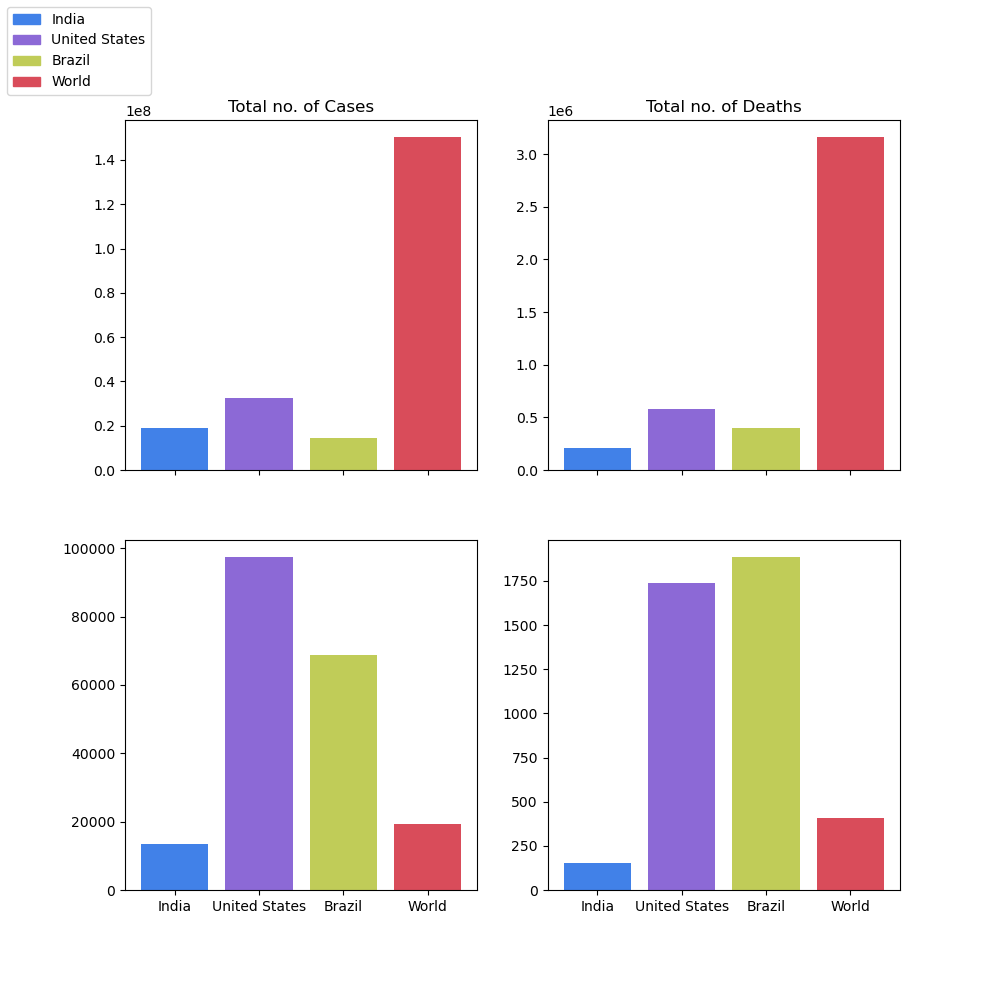 India
United States
Brazil
World
Total no. of Cases
1e8
1.4
1.2
1.0
0.8
0.6
0.4
0.2
0.0
Total no. of Deaths
1e6
3.0
2.5
2.0
1.5
1.0
0.5
0.0
100000
80000
60000
40000
20000
0
India United States Brazil World
1750
1500
1250
1000
750
500
250
0
India United States Brazil World